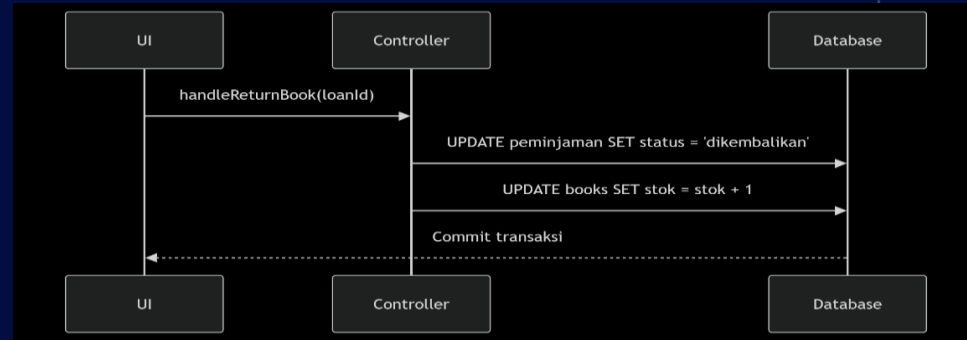 UI
Controller
Database
handleReturnBook(loanId)
UPDATE peminjaman SET status = 'dikembalikan'
UPDATE books SET stok = stok + 1
Commit transaksi
UI
Controller
Database